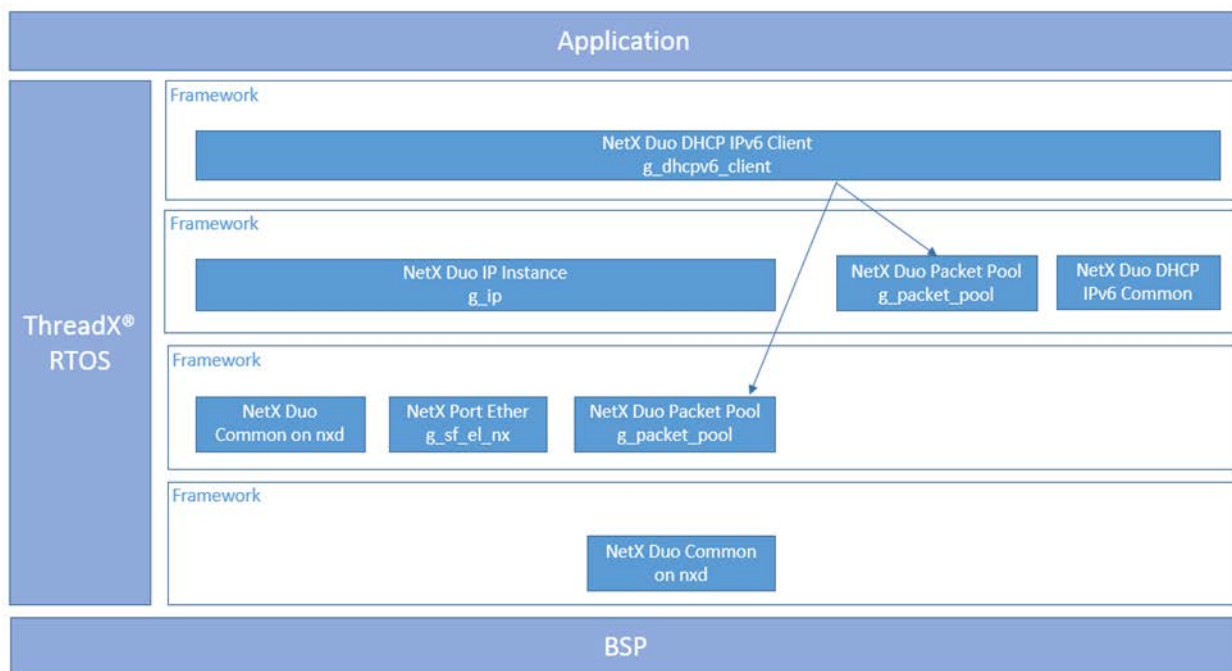 Application
ThreadX®
RTOS
Framework
NetX Duo DHCP IPv6 Client
g_dhcpv6_client
Framework
NetX Duo IP Instance
g_ip
NetX Duo Packet Pool
g_packet_pool
NetX Duo DHCP
IPv6 Common
Framework
NetX Duo
Common on nxd
NetX Port Ether
g_sf_el_nx
NetX Duo Packet Pool
g_packet_pool
Framework
NetX Duo Common
on nxd
BSP